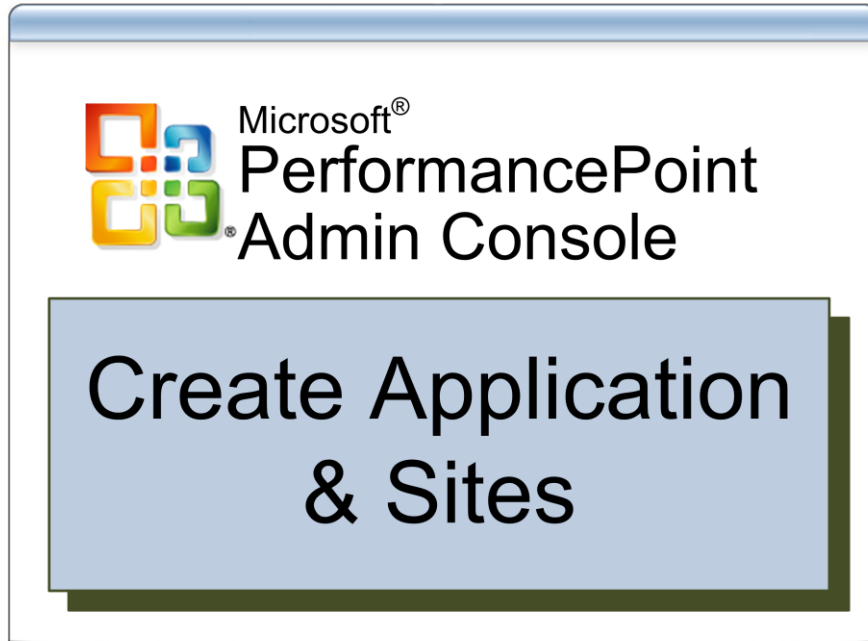 Microsoft®
PerformancePoint
®Admin Console
Create Application
& Sites